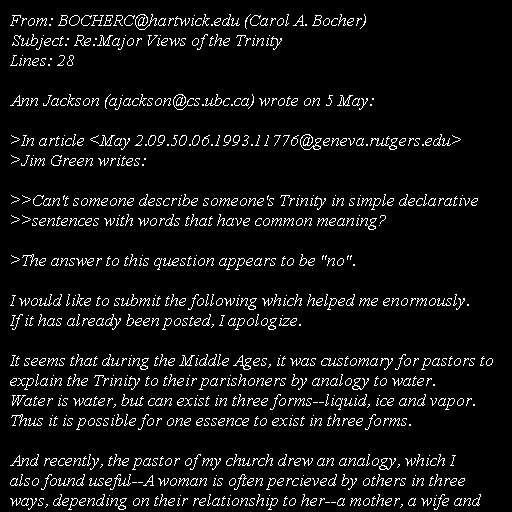 From: BOCHERC@hartwick.edu (Carol A. Bocher)
Subject: Re:Major Views of the Trinity
Lines: 28

Ann Jackson (ajackson@cs.ubc.ca) wrote on 5 May:

>In article <May 2.09.50.06.1993.11776@geneva.rutgers.edu>
>Jim Green writes:

>>Can't someone describe someone's Trinity in simple declarative
>>sentences with words that have common meaning?

>The answer to this question appears to be "no".

I would like to submit the following which helped me enormously.
If it has already been posted, I apologize.

It seems that during the Middle Ages, it was customary for pastors to
explain the Trinity to their parishoners by analogy to water.
Water is water, but can exist in three forms--liquid, ice and vapor.
Thus it is possible for one essence to exist in three forms.

And recently, the pastor of my church drew an analogy, which I
also found useful--A woman is often percieved by others in three
ways, depending on their relationship to her--a mother, a wife and